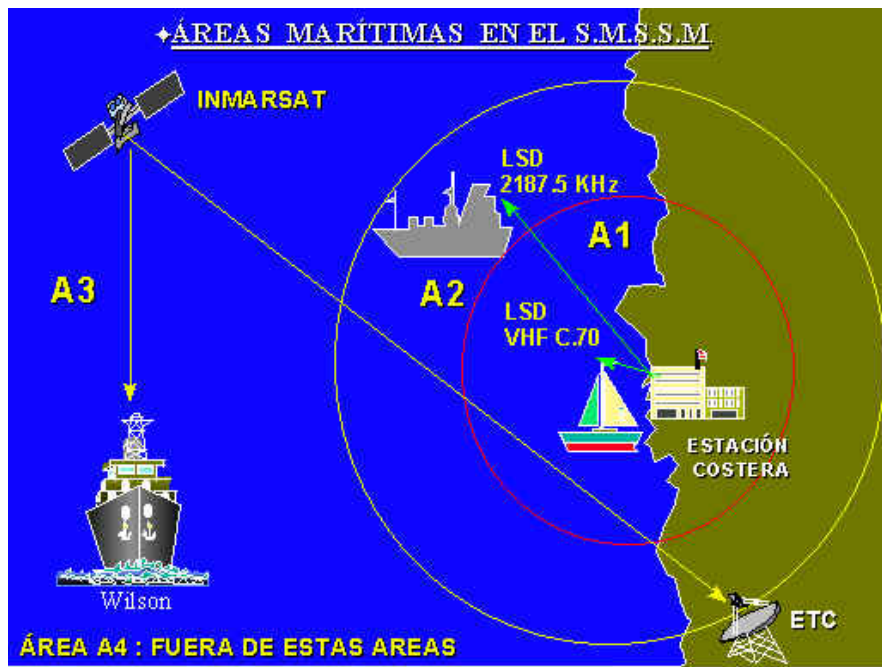 ÁREAS MARÍTIMAS EN EL S.M.S.S.M
INMARSAT
LSD
2187.5 KHz
A1
A3
A2
LSD
VHF C.70
ESTACIÓN
COSTERA
Wilson
ETC
ÁREA A4 : FUERA DE ESTAS AREAS